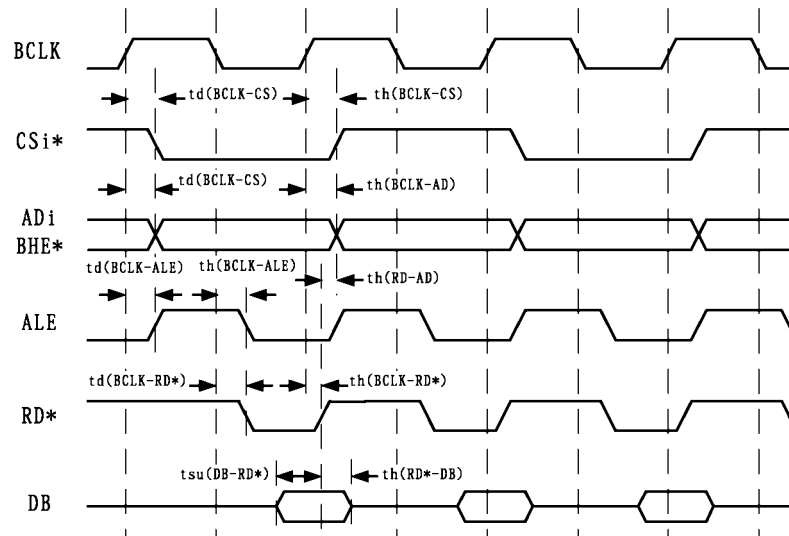 BCLK
td(BCLK-CS) th(BCLK-CS)
CSi*
td(BCLK-CS) th(BCLK-AD)
ADi
BHE*
td(BCLK-ALE) th(BCLK-ALE) th(RD-AD)
ALE
td(BCLK-RD*) th(BCLK-RD*)
RD*
tsu(DB-RD*) th(RD*-DB)
DB